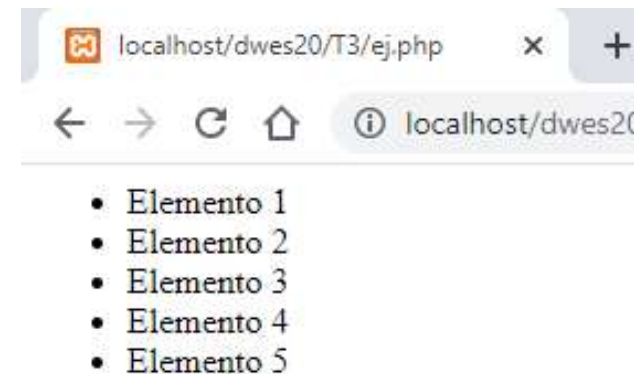 localhost/dwes20/T3/ej.php
localhost/dwes20
• Elemento 1
• Elemento 2
• Elemento 3
• Elemento 4
• Elemento 5